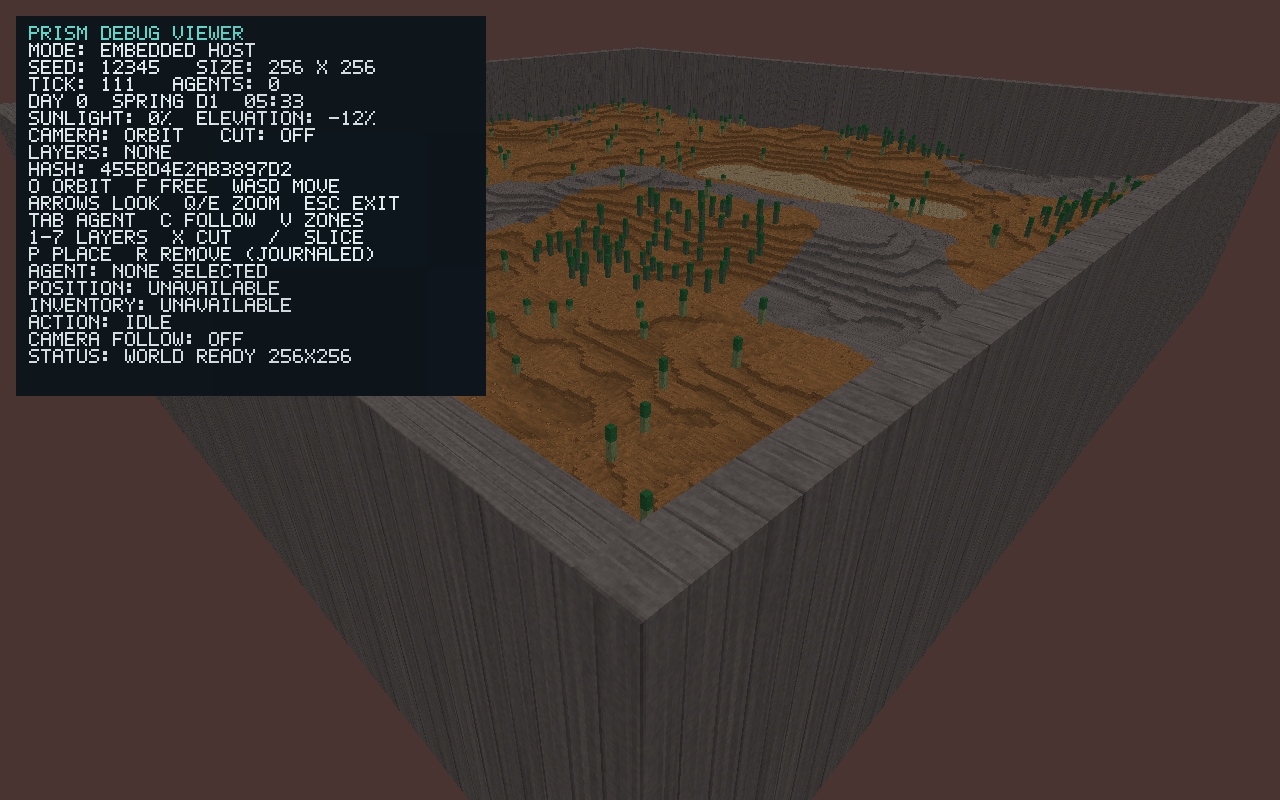 PRISM DEBUG VIEWER
MODE: EMBEDDED HOST
SEED: 12345 SIZE: 256 X 256
TICK: 111 AGENTS: 0
DAY 0 SPRING D1 05:33
SUNLIGHT: 0% ELEVATION: -12%
CAMERA: ORBIT CUT: OFF
LAYERS: NONE
HASH: 455BD4E2AB3897D2
O ORBIT F FREE WASD MOVE
ARROWS LOOK Q/E ZOOM ESC EXIT
TAB AGENT C FOLLOW V ZONES
1-7 LAYERS X CUT / SLICE
P PLACE R REMOVE (JOURNALED)
AGENT: NONE SELECTED
POSITION: UNAVAILABLE
INVENTORY: UNAVAILABLE
ACTION: IDLE
CAMERA FOLLOW: OFF
STATUS: WORLD READY 256X256